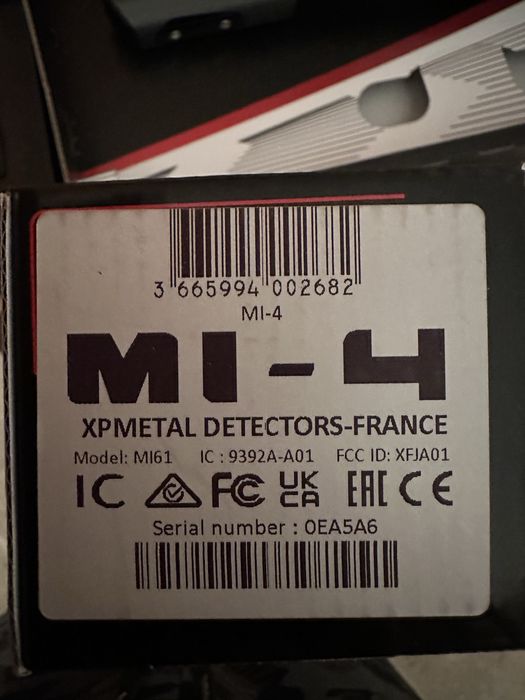 3 665994 002682
MI-4
MI-4
XPMETAL DETECTORS-FRANCE
Model: MI61 IC : 9392A-A01 FCC ID: XFJA01
IC FC UK CA EAC CE
Serial number : 0EA5A6